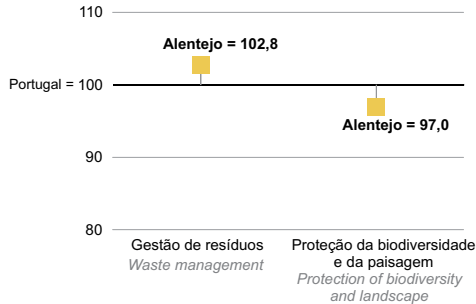 110
Alentejo = 102,8
Portugal = 100
Alentejo = 97,0
90
80
Gestão de resíduos
Waste management
Proteção da biodiversidade
e da paisagem
Protection of biodiversity
and landscape